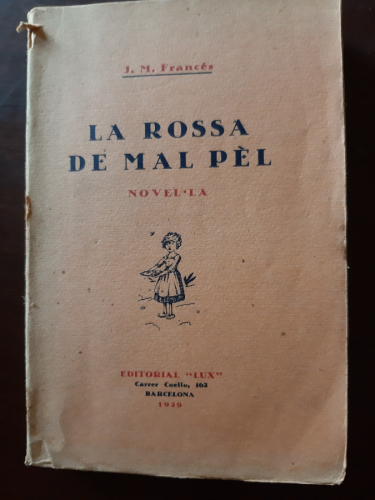 J. M. Francés
LA ROSSA
DE MAL PÈL
NOVEL·LA
EDITORIAL "LUX"
Carrer Coello, 163
BARCELONA
1929